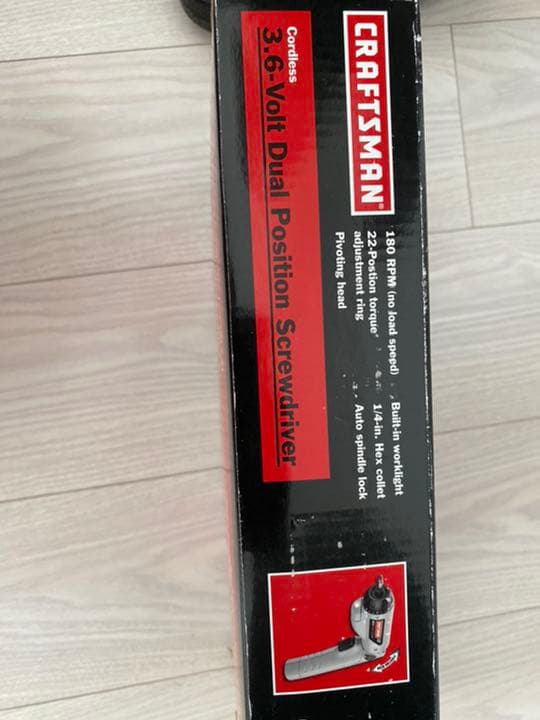 CRAFTSMAN®
180 RPM (no load speed)
22-Postion torque
adjustment ring
Pivoting head
Built-in worklight
1/4-in. Hex collet
Auto spindle lock
Cordless
3.6-Volt Dual Position Screwdriver